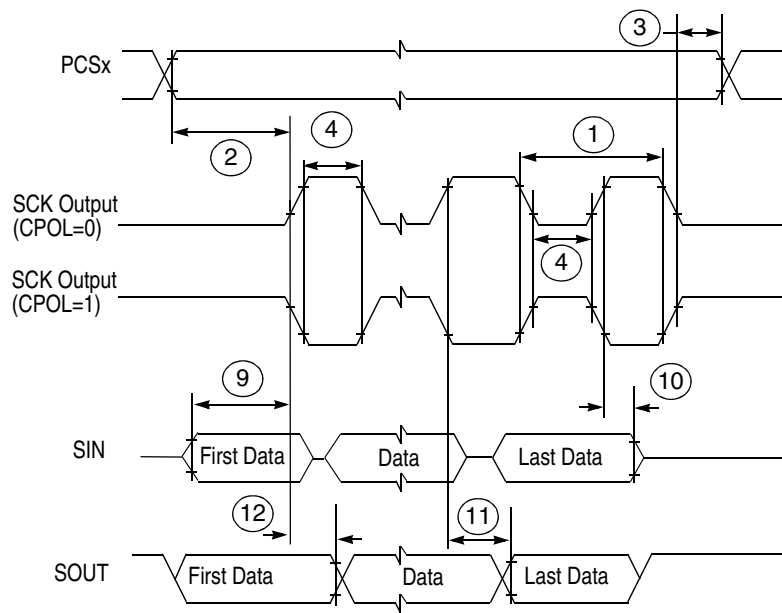 3
PCSx
2
4
1
SCK Output
(CPOL=0)
4
SCK Output
(CPOL=1)
9
10
SIN
First Data
Data
Last Data
12
11
SOUT
First Data
Data
Last Data